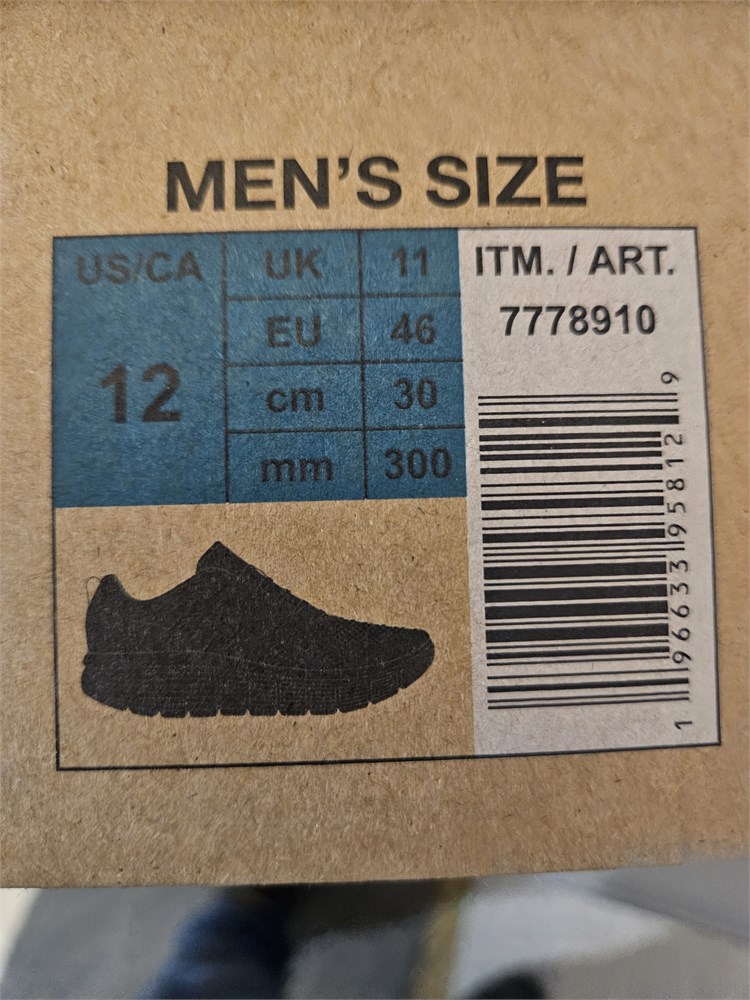 MEN'S SIZE
US/CA
12
UK 11
EU 46
cm 30
mm 300
ITM. / ART.
7778910
1 96633 95812 9